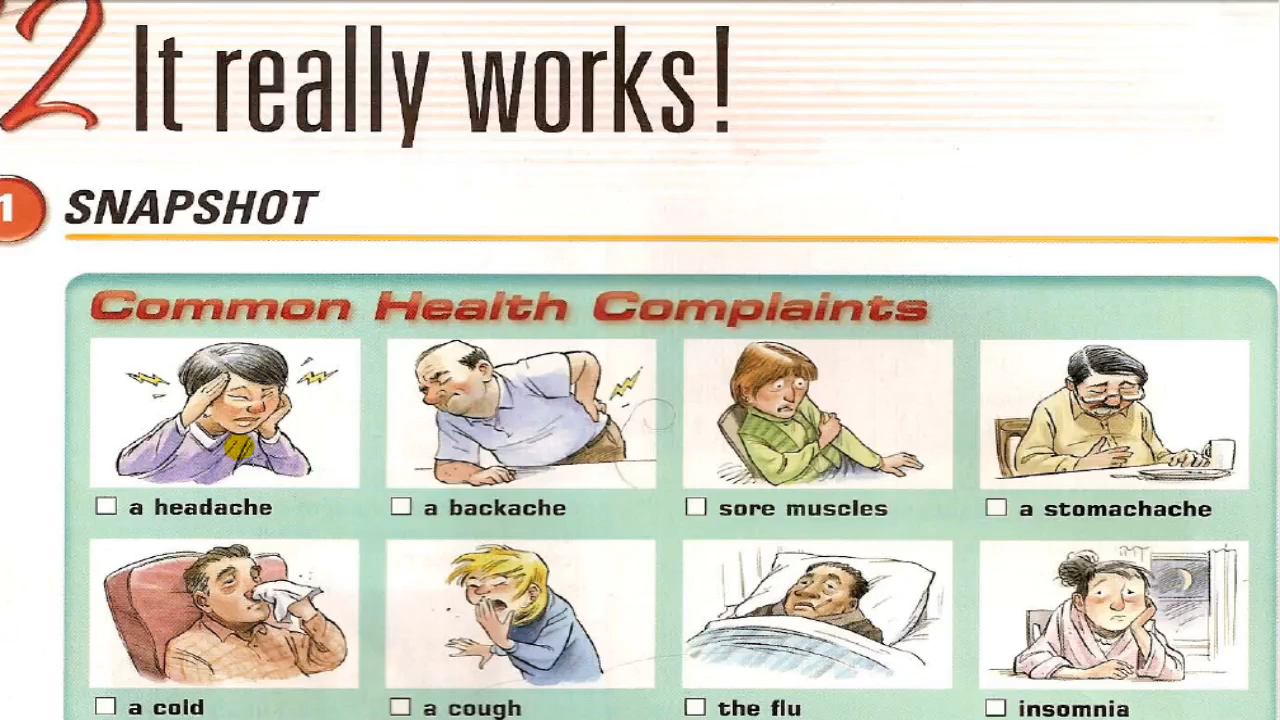 2 It really works!
1 SNAPSHOT
Common Health Complaints
a headache a backache sore muscles a stomachache
a cold a cough the flu insomnia